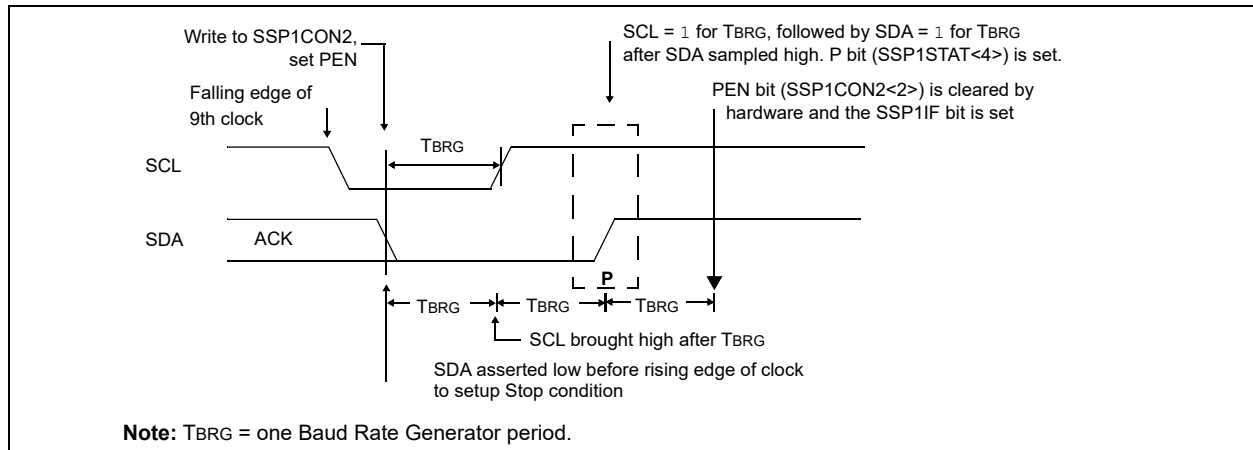 Write to SSP1CON2,
set PEN
SCL = 1 for TBRG, followed by SDA = 1 for TBRG
after SDA sampled high. P bit (SSP1STAT<4>) is set.
Falling edge of
9th clock
PEN bit (SSP1CON2<2>) is cleared by
hardware and the SSP1IF bit is set
TBRG
SCL
SDA
ACK
P
TBRG
TBRG
TBRG
SCL brought high after TBRG
SDA asserted low before rising edge of clock
to setup Stop condition
Note: TBRG = one Baud Rate Generator period.